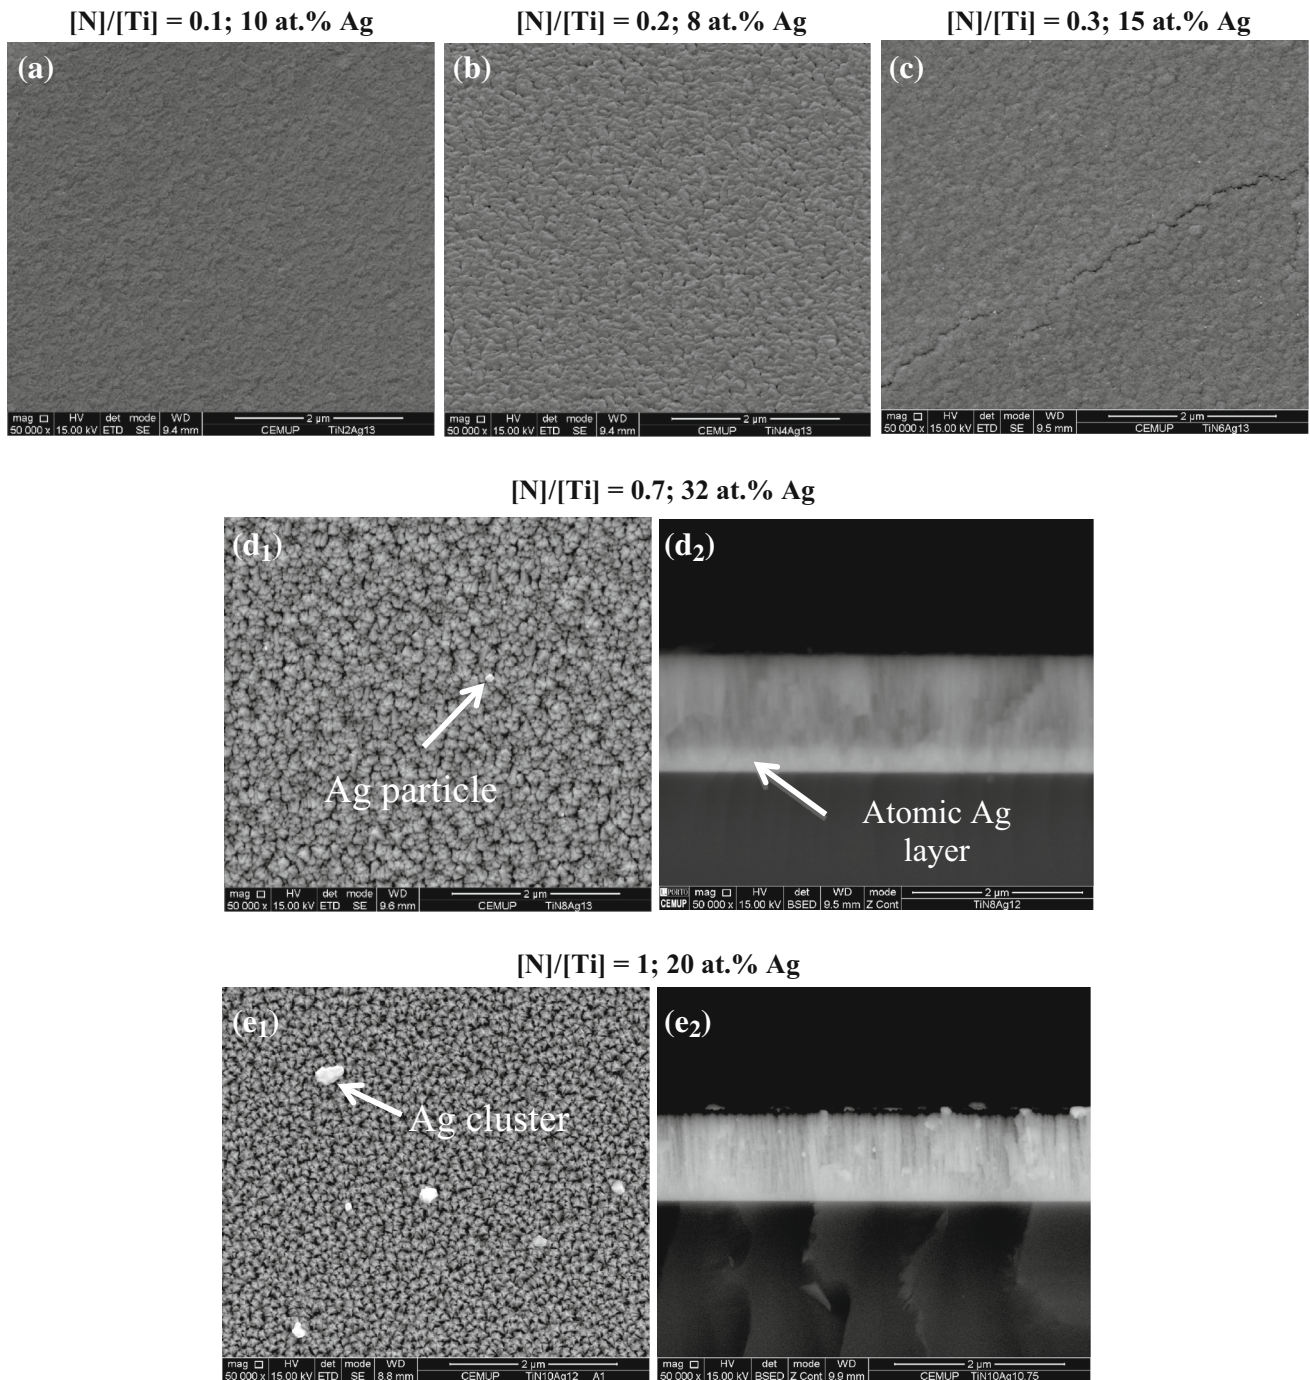 [N]/[Ti] = 0.1; 10 at.% Ag
[N]/[Ti] = 0.2; 8 at.% Ag
[N]/[Ti] = 0.3; 15 at.% Ag
(a)
(b)
(c)
mag HV det mode WD 2 µm
50 000 x 15.00 kV ETD SE 9.4 mm CEMUP TiN2Ag13
mag HV det mode WD 2 µm
50 000 x 15.00 kV ETD SE 9.4 mm CEMUP TiN4Ag13
mag HV det mode WD 2 µm
50 000 x 15.00 kV ETD SE 9.5 mm CEMUP TiN6Ag13
[N]/[Ti] = 0.7; 32 at.% Ag
(d1)
Ag particle
mag HV det mode WD 2 µm
50 000 x 15.00 kV ETD SE 9.6 mm CEMUP TiN8Ag13
(d2)
Atomic Ag
layer
U.PORTO mag HV det WD mode 2 µm
CEMUP 50 000 x 15.00 kV BSED 9.5 mm Z Cont TiN8Ag12
[N]/[Ti] = 1; 20 at.% Ag
(e1)
Ag cluster
mag HV det mode WD 2 µm
50 000 x 15.00 kV ETD SE 8.8 mm CEMUP TiN10Ag12 A1
(e2)
mag HV det mode WD 2 µm
50 000 x 15.00 kV BSED Z Cont 9.9 mm CEMUP TiN10Ag10.75